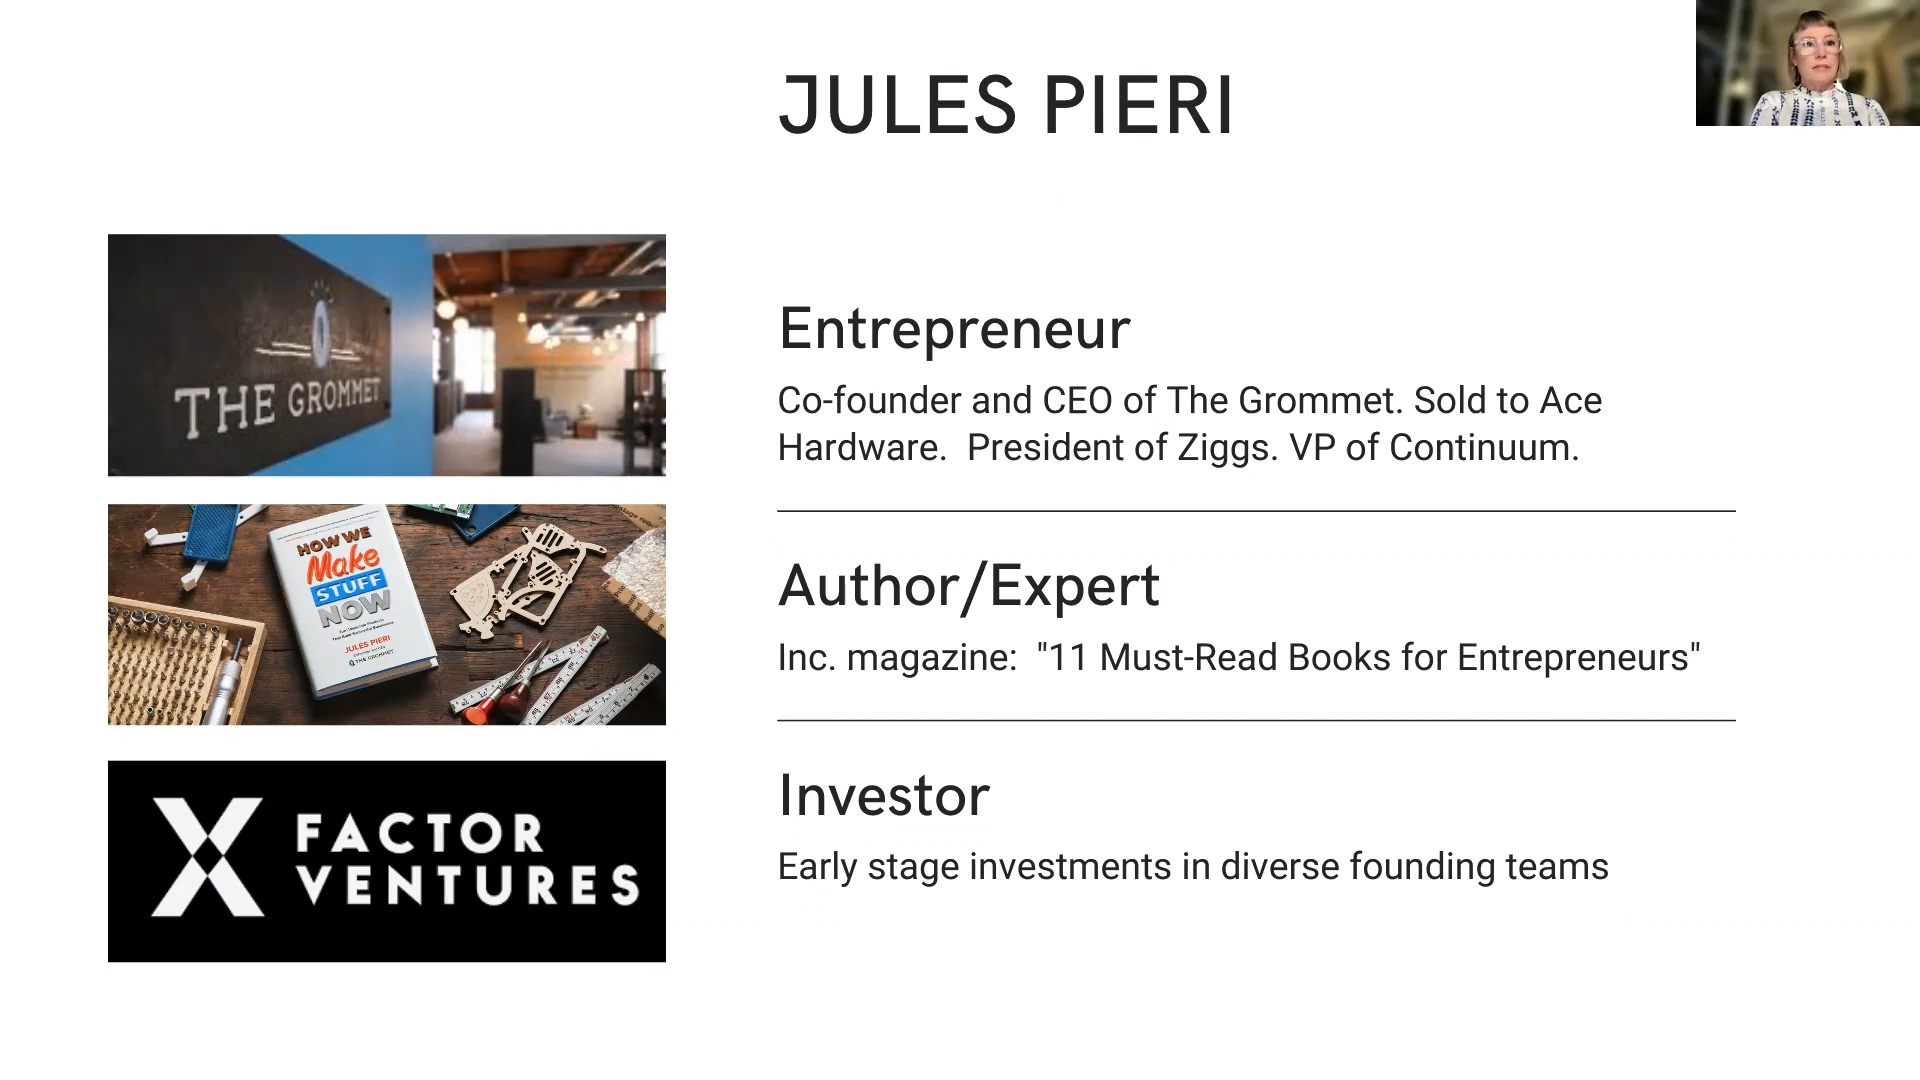 JULES PIERI
THE GROMMET
Entrepreneur
Co-founder and CEO of The Grommet. Sold to Ace
Hardware.  President of Ziggs. VP of Continuum.
HOW WE
Make
STUFF
NOW
JULES PIERI
THE GROMMET
Author/Expert
Inc. magazine:  "11 Must-Read Books for Entrepreneurs"
X FACTOR
VENTURES
Investor
Early stage investments in diverse founding teams